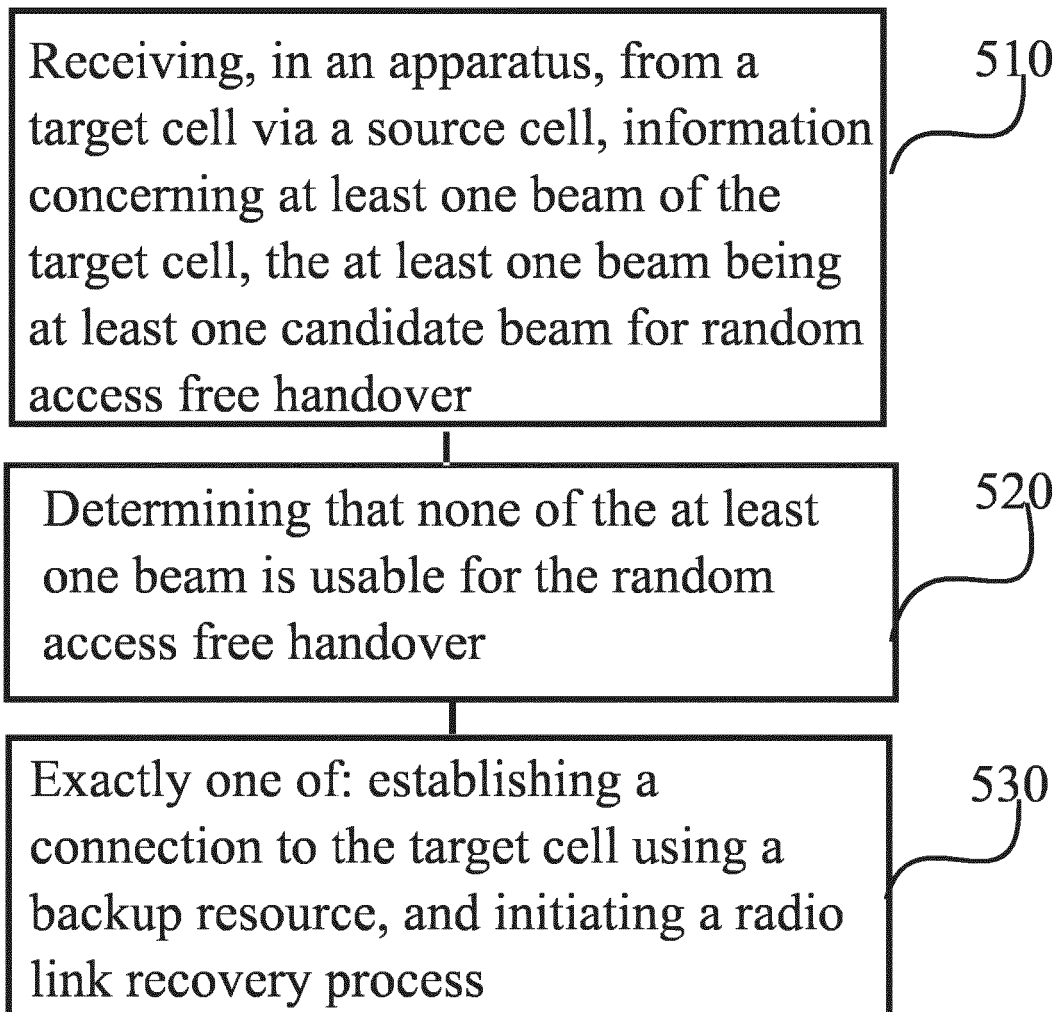 Receiving, in an apparatus, from a
target cell via a source cell, information
concerning at least one beam of the
target cell, the at least one beam being
at least one candidate beam for random
access free handover
510
Determining that none of the at least
one beam is usable for the random
access free handover
520
Exactly one of: establishing a
connection to the target cell using a
backup resource, and initiating a radio
link recovery process
530